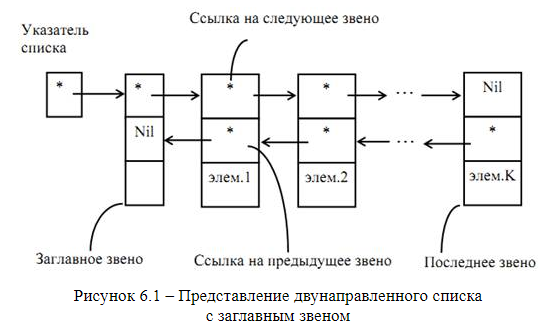 Ссылка на следующее звено
Указатель
списка
* * * * ... Nil
Nil * * ... *
элем.1 элем.2 элем.K
Заглавное звено Ссылка на предыдущее звено Последнее звено
Рисунок 6.1 – Представление двунаправленного списка
с заглавным звеном